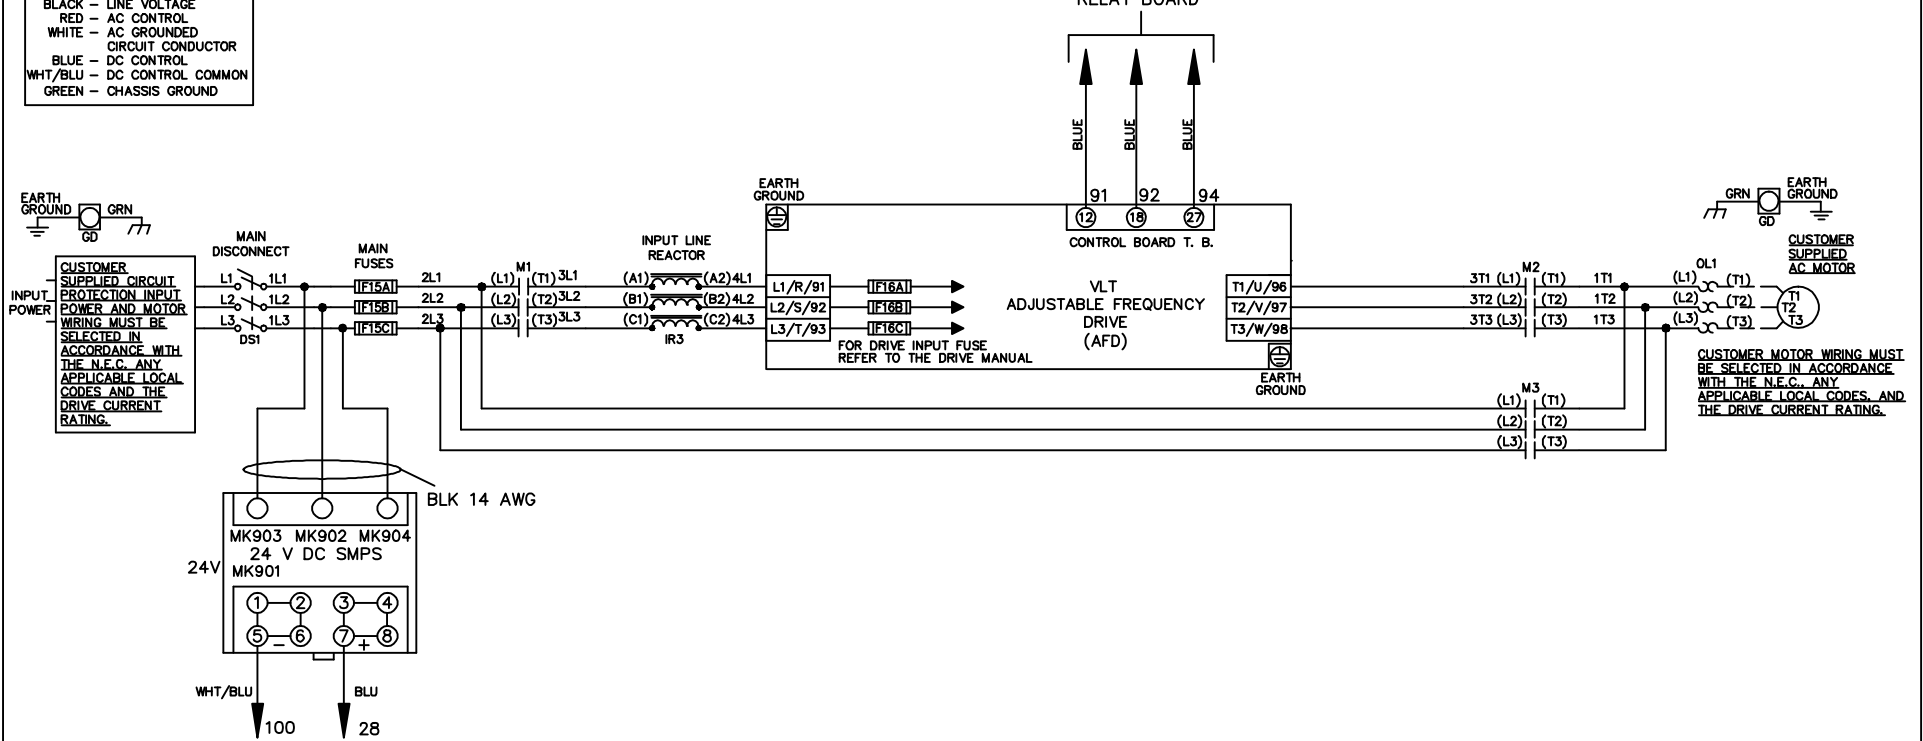 BLACK – LINE VOLTAGE
RED – AC CONTROL
WHITE – AC GROUNDED
CIRCUIT CONDUCTOR
BLUE – DC CONTROL
WHT/BLU – DC CONTROL COMMON
GREEN – CHASSIS GROUND
RELAY BOARD
BLUE
BLUE
BLUE
91
92
94
12
18
27
CONTROL BOARD T. B.
EARTH
GROUND
GRN
GD
INPUT
POWER
CUSTOMER
SUPPLIED CIRCUIT
PROTECTION INPUT
POWER AND MOTOR
WIRING MUST BE
SELECTED IN
ACCORDANCE WITH
THE N.E.C. ANY
APPLICABLE LOCAL
CODES AND THE
DRIVE CURRENT
RATING.
MAIN
DISCONNECT
L1 1L1
L2 1L2
L3 1L3
DS1
MAIN
FUSES
F15A
F15B
F15C
2L1
2L2
2L3
M1
(L1) (T1) 3L1
(L2) (T2) 3L2
(L3) (T3) 3L3
INPUT LINE
REACTOR
(A1) (A2) 4L1
(B1) (B2) 4L2
(C1) (C2) 4L3
IR3
EARTH
GROUND
L1/R/91
L2/S/92
L3/T/93
F16A
F16B
F16C
FOR DRIVE INPUT FUSE
REFER TO THE DRIVE MANUAL
VLT
ADJUSTABLE FREQUENCY
DRIVE
(AFD)
T1/U/96
T2/V/97
T3/W/98
EARTH
GROUND
M2
3T1 (L1) (T1) 1T1
3T2 (L2) (T2) 1T2
3T3 (L3) (T3) 1T3
M3
(L1) (T1)
(L2) (T2)
(L3) (T3)
OL1
(L1) (T1)
(L2) (T2)
(L3) (T3)
T1
T2
T3
GRN
GD
EARTH
GROUND
CUSTOMER
SUPPLIED
AC MOTOR
CUSTOMER MOTOR WIRING MUST
BE SELECTED IN ACCORDANCE
WITH THE N.E.C., ANY
APPLICABLE LOCAL CODES, AND
THE DRIVE CURRENT RATING.
BLK 14 AWG
MK903 MK902 MK904
24 V DC SMPS
24V
MK901
1 2 3 4
5 – 6 7 + 8
WHT/BLU
BLU
100
28